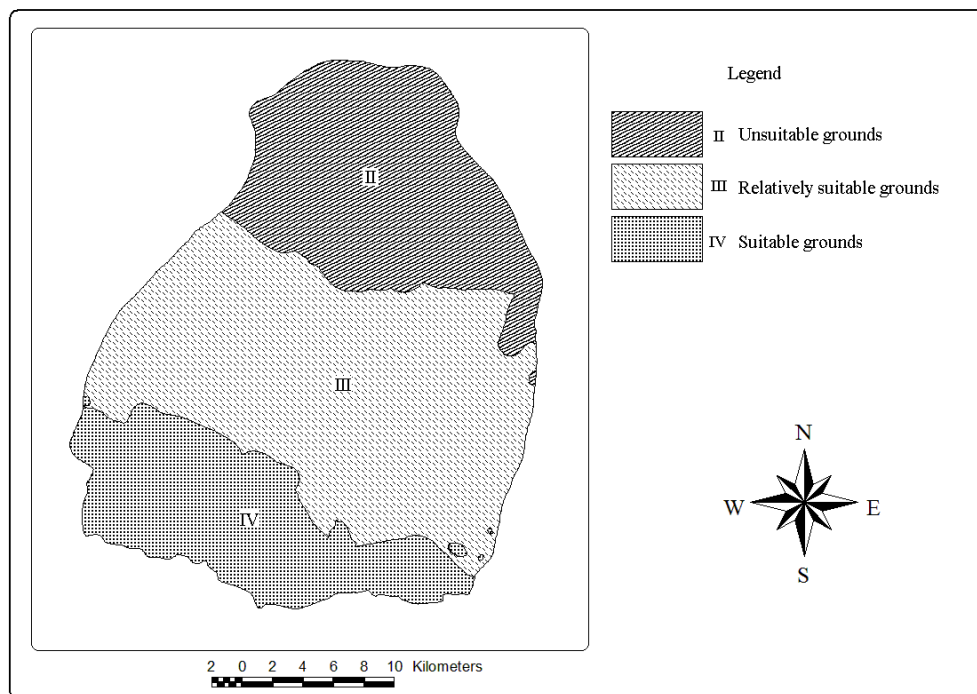 Legend
II Unsuitable grounds
III Relatively suitable grounds
IV Suitable grounds
II
III
IV
N
W E
S
2 0 2 4 6 8 10 Kilometers